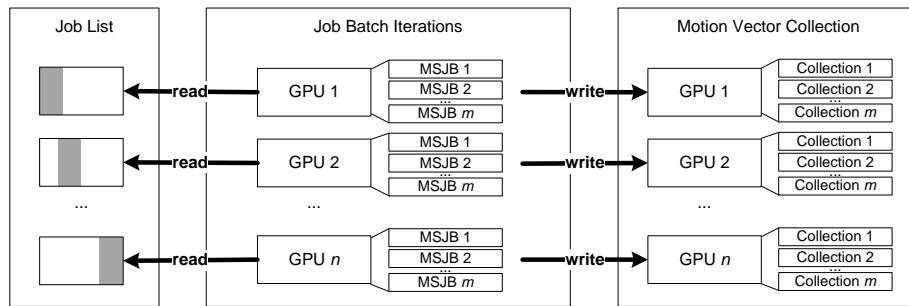 Job List
Job Batch Iterations
Motion Vector Collection
read
GPU 1
MSJB 1
MSJB 2
...
MSJB m
write
GPU 1
Collection 1
Collection 2
...
Collection m
read
GPU 2
MSJB 1
MSJB 2
...
MSJB m
write
GPU 2
Collection 1
Collection 2
...
Collection m
...
...
...
read
GPU n
MSJB 1
MSJB 2
...
MSJB m
write
GPU n
Collection 1
Collection 2
...
Collection m